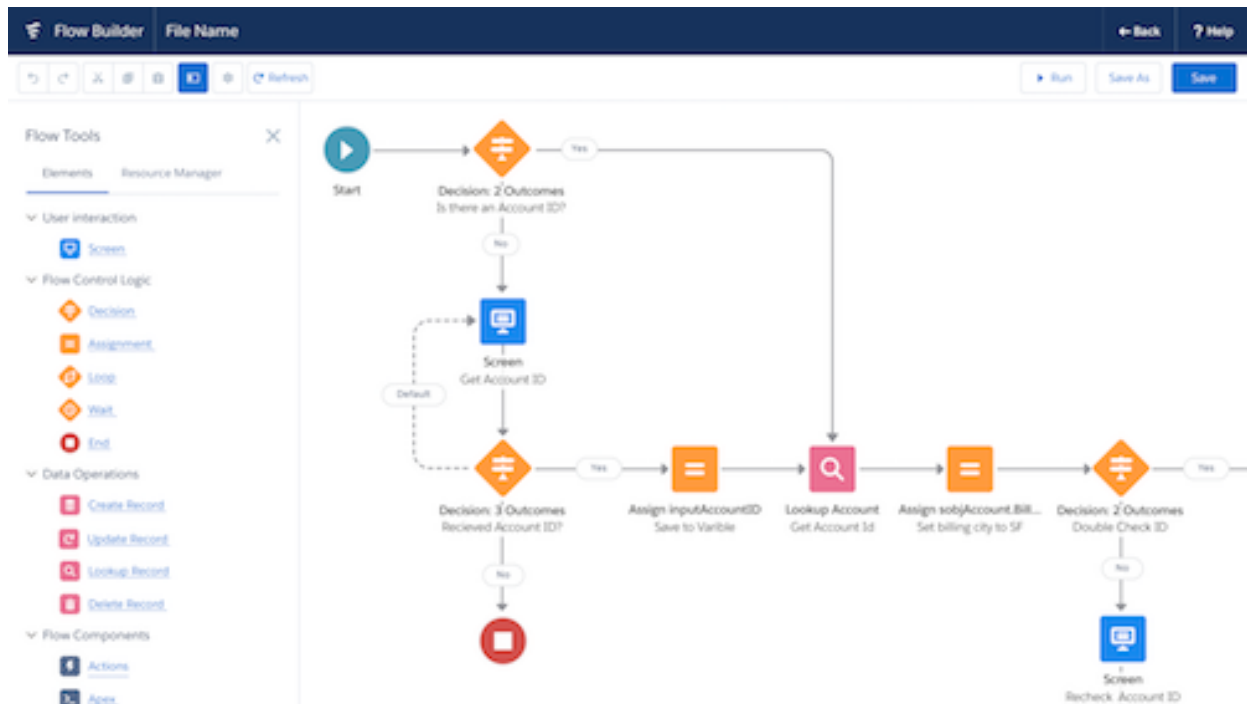 Flow Builder
File Name
Back
? Help
Refresh
Run
Save As
Save
Flow Tools
Elements
Resource Manager
User interaction
Screen
Flow Control Logic
Decision
Assignment
Loop
Wait
End
Data Operations
Create Record
Update Record
Lookup Record
Delete Record
Flow Components
Actions
Apex
Start
Decision: 2 Outcomes
Is there an Account ID?
Yes
No
Screen
Get Account ID
Default
Decision: 3 Outcomes
Recieved Account ID?
Yes
No
Assign inputAccountID
Save to Varible
Lookup Account
Get Account Id
Assign sobjAccount.Bill...
Set billing city to SF
Decision: 2 Outcomes
Double Check ID
Yes
No
Screen
Recheck Account ID